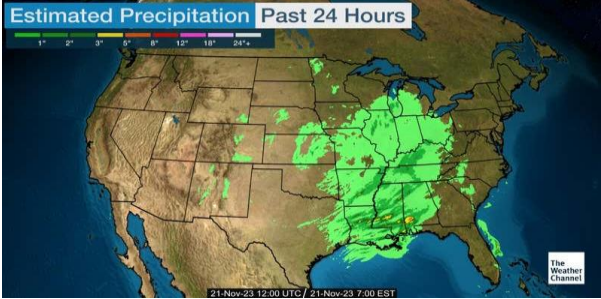 Estimated Precipitation Past 24 Hours
1" 2" 3" 5" 8" 12" 18" 24"+
The
Weather
Channel
21-Nov-23 12:00 UTC / 21-Nov-23 7:00 EST